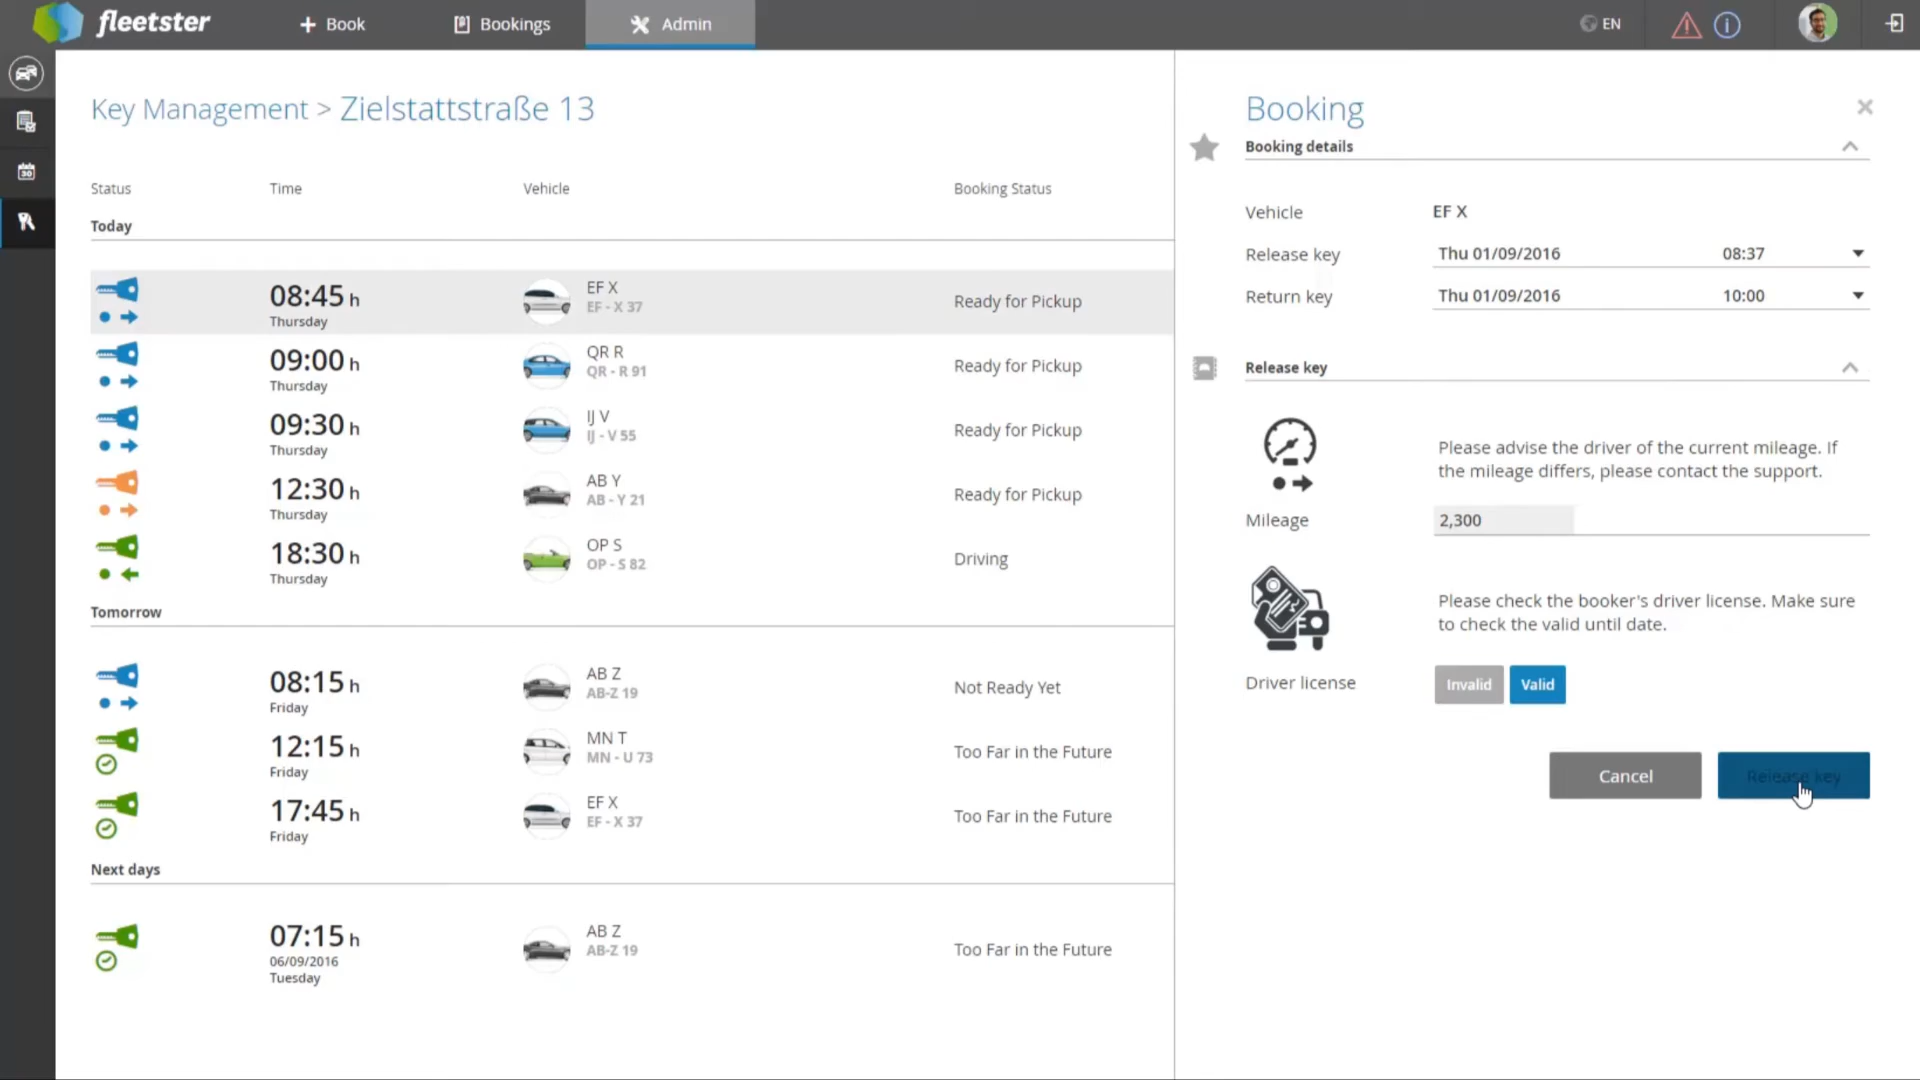 fleetster
Book
Bookings
Admin
EN
30
Key Management > Zielstattstraße 13
Status
Time
Vehicle
Booking Status
Today
08:45 h
Thursday
EF X
EF - X 37
Ready for Pickup
09:00 h
Thursday
QR R
QR - R 91
Ready for Pickup
09:30 h
Thursday
IJ V
IJ - V 55
Ready for Pickup
12:30 h
Thursday
AB Y
AB - Y 21
Ready for Pickup
18:30 h
Thursday
OP S
OP - S 82
Driving
Tomorrow
08:15 h
Friday
AB Z
AB-Z 19
Not Ready Yet
12:15 h
Friday
MN T
MN - U 73
Too Far in the Future
17:45 h
Friday
EF X
EF - X 37
Too Far in the Future
Next days
07:15 h
06/09/2016
Tuesday
AB Z
AB-Z 19
Too Far in the Future
Booking
Booking details
Vehicle
EF X
Release key
Thu 01/09/2016
08:37
Return key
Thu 01/09/2016
10:00
Release key
Please advise the driver of the current mileage. If
the mileage differs, please contact the support.
Mileage
2,300
Please check the booker's driver license. Make sure
to check the valid until date.
Driver license
Invalid
Valid
Cancel
Release key